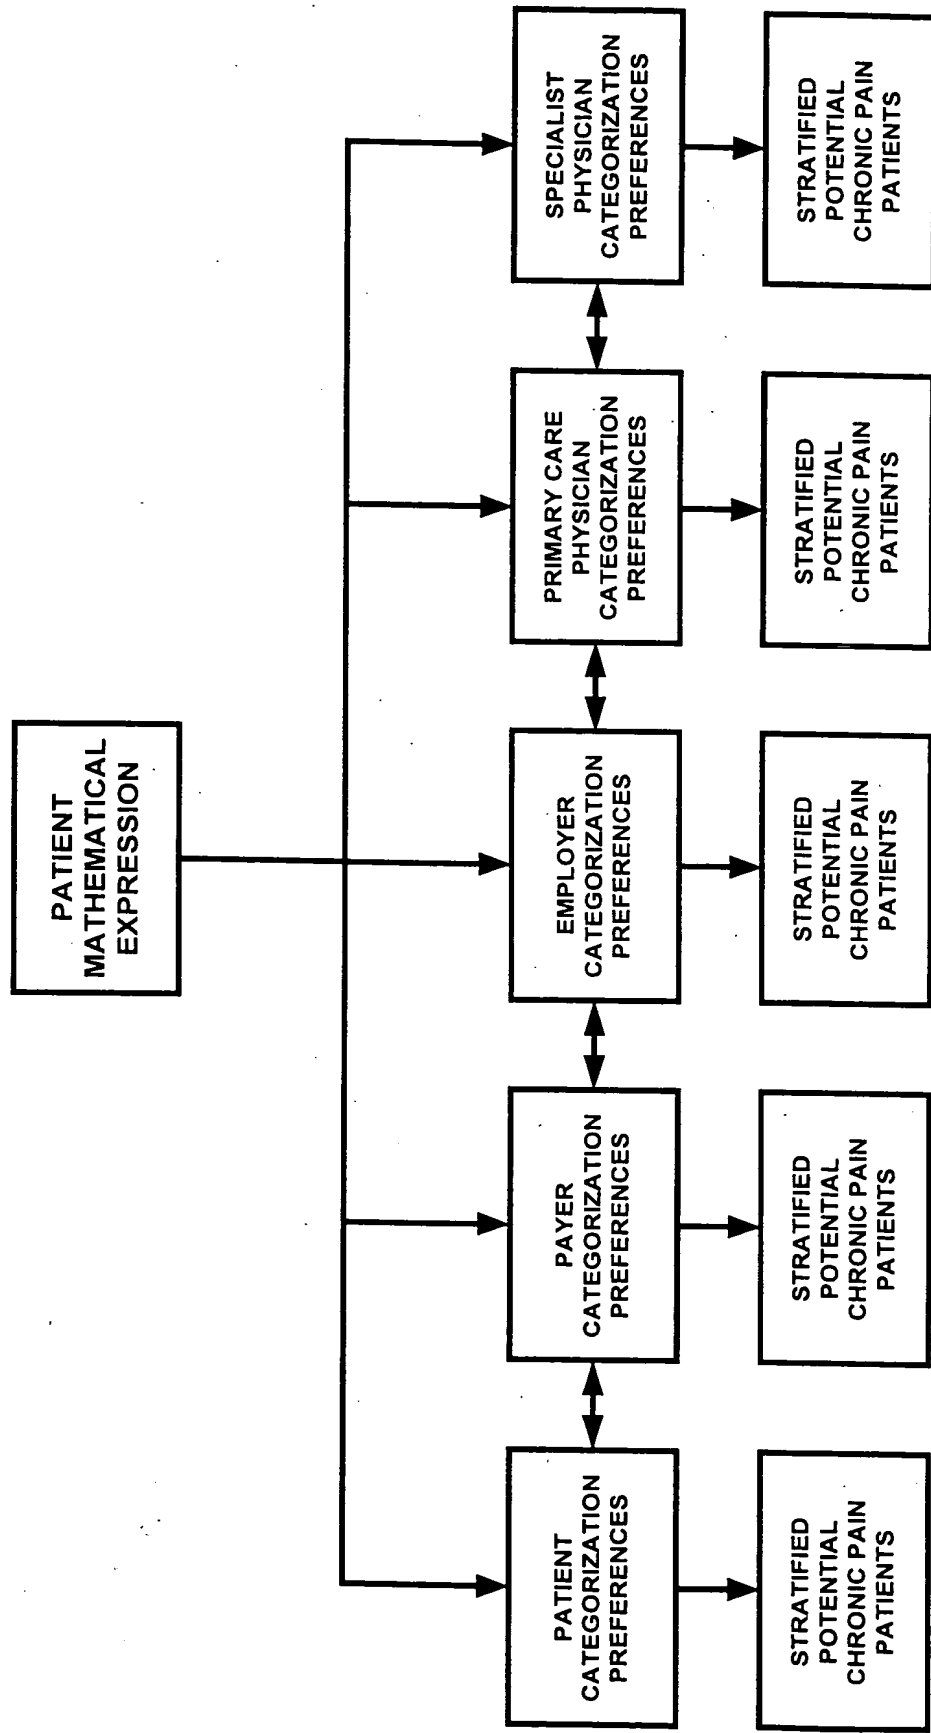 PATIENT
MATHEMATICAL
EXPRESSION
PATIENT
CATEGORIZATION
PREFERENCES
PAYER
CATEGORIZATION
PREFERENCES
EMPLOYER
CATEGORIZATION
PREFERENCES
PRIMARY CARE
PHYSICIAN
CATEGORIZATION
PREFERENCES
SPECIALIST
PHYSICIAN
CATEGORIZATION
PREFERENCES
STRATIFIED
POTENTIAL
CHRONIC PAIN
PATIENTS
STRATIFIED
POTENTIAL
CHRONIC PAIN
PATIENTS
STRATIFIED
POTENTIAL
CHRONIC PAIN
PATIENTS
STRATIFIED
POTENTIAL
CHRONIC PAIN
PATIENTS
STRATIFIED
POTENTIAL
CHRONIC PAIN
PATIENTS